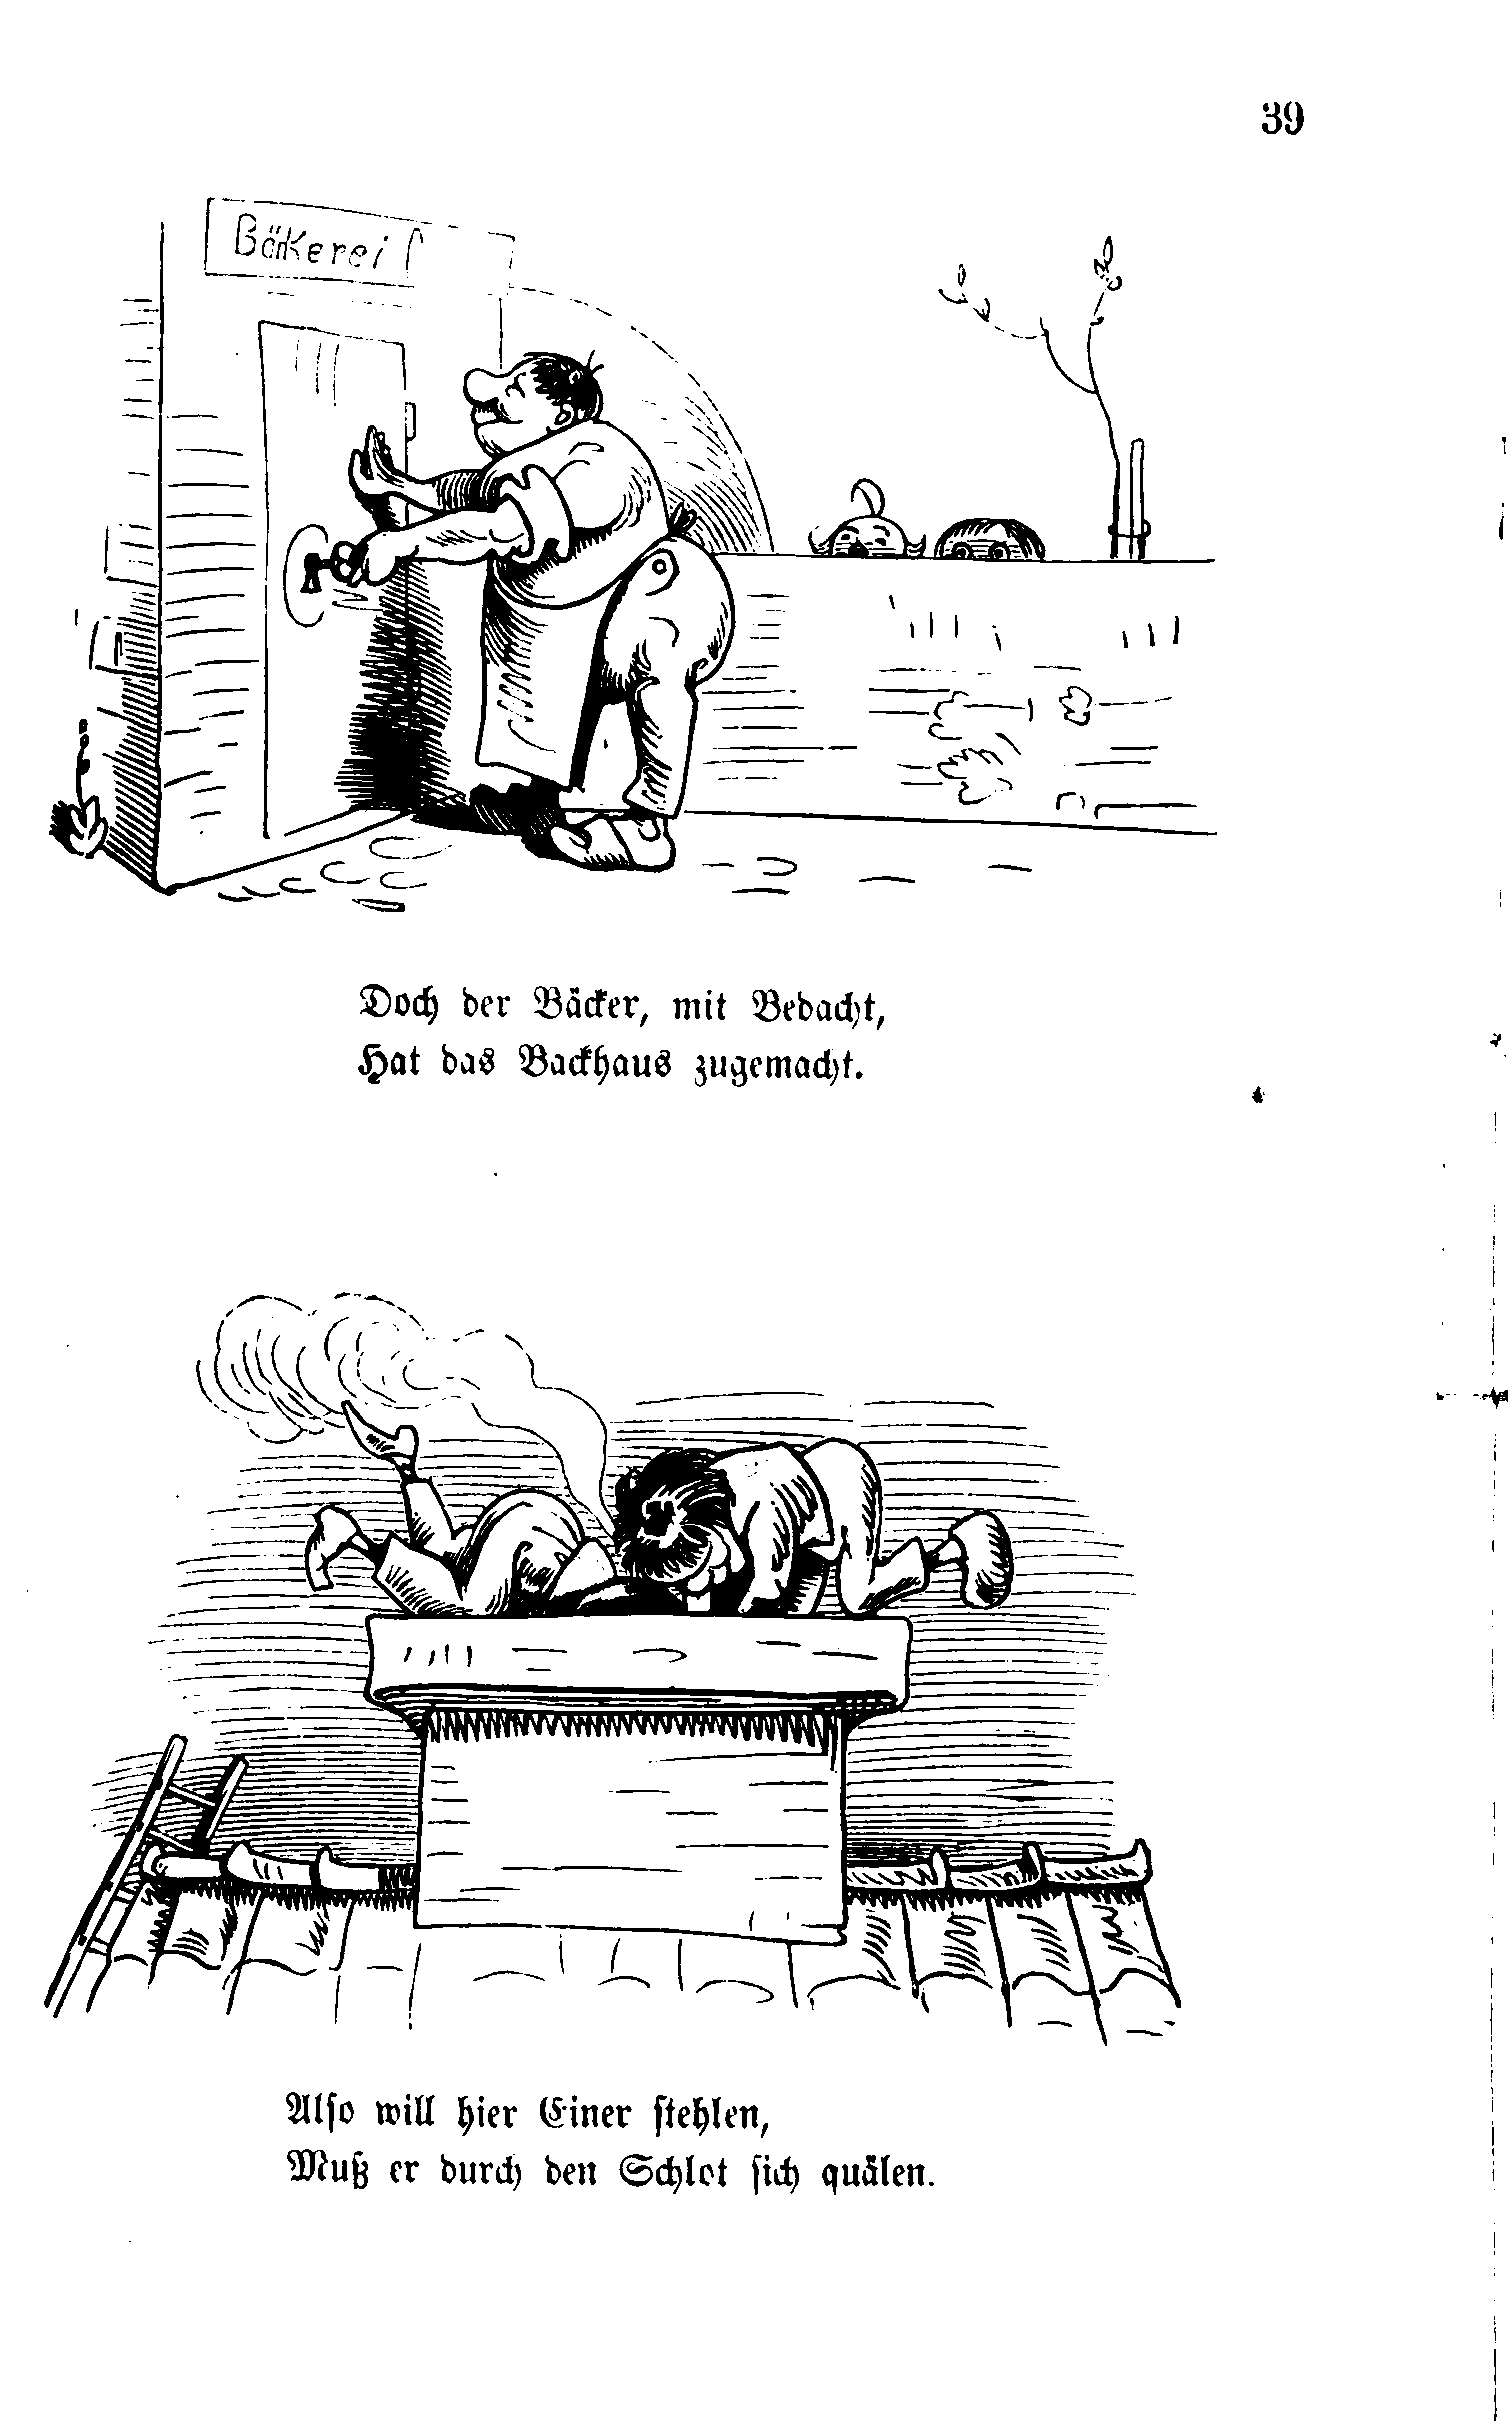 39
Bäckerei
Doch der Bäcker, mit Bedacht,
Hat das Backhaus zugemacht.
Also will hier Einer stehlen,
Muß er durch den Schlot sich quälen.